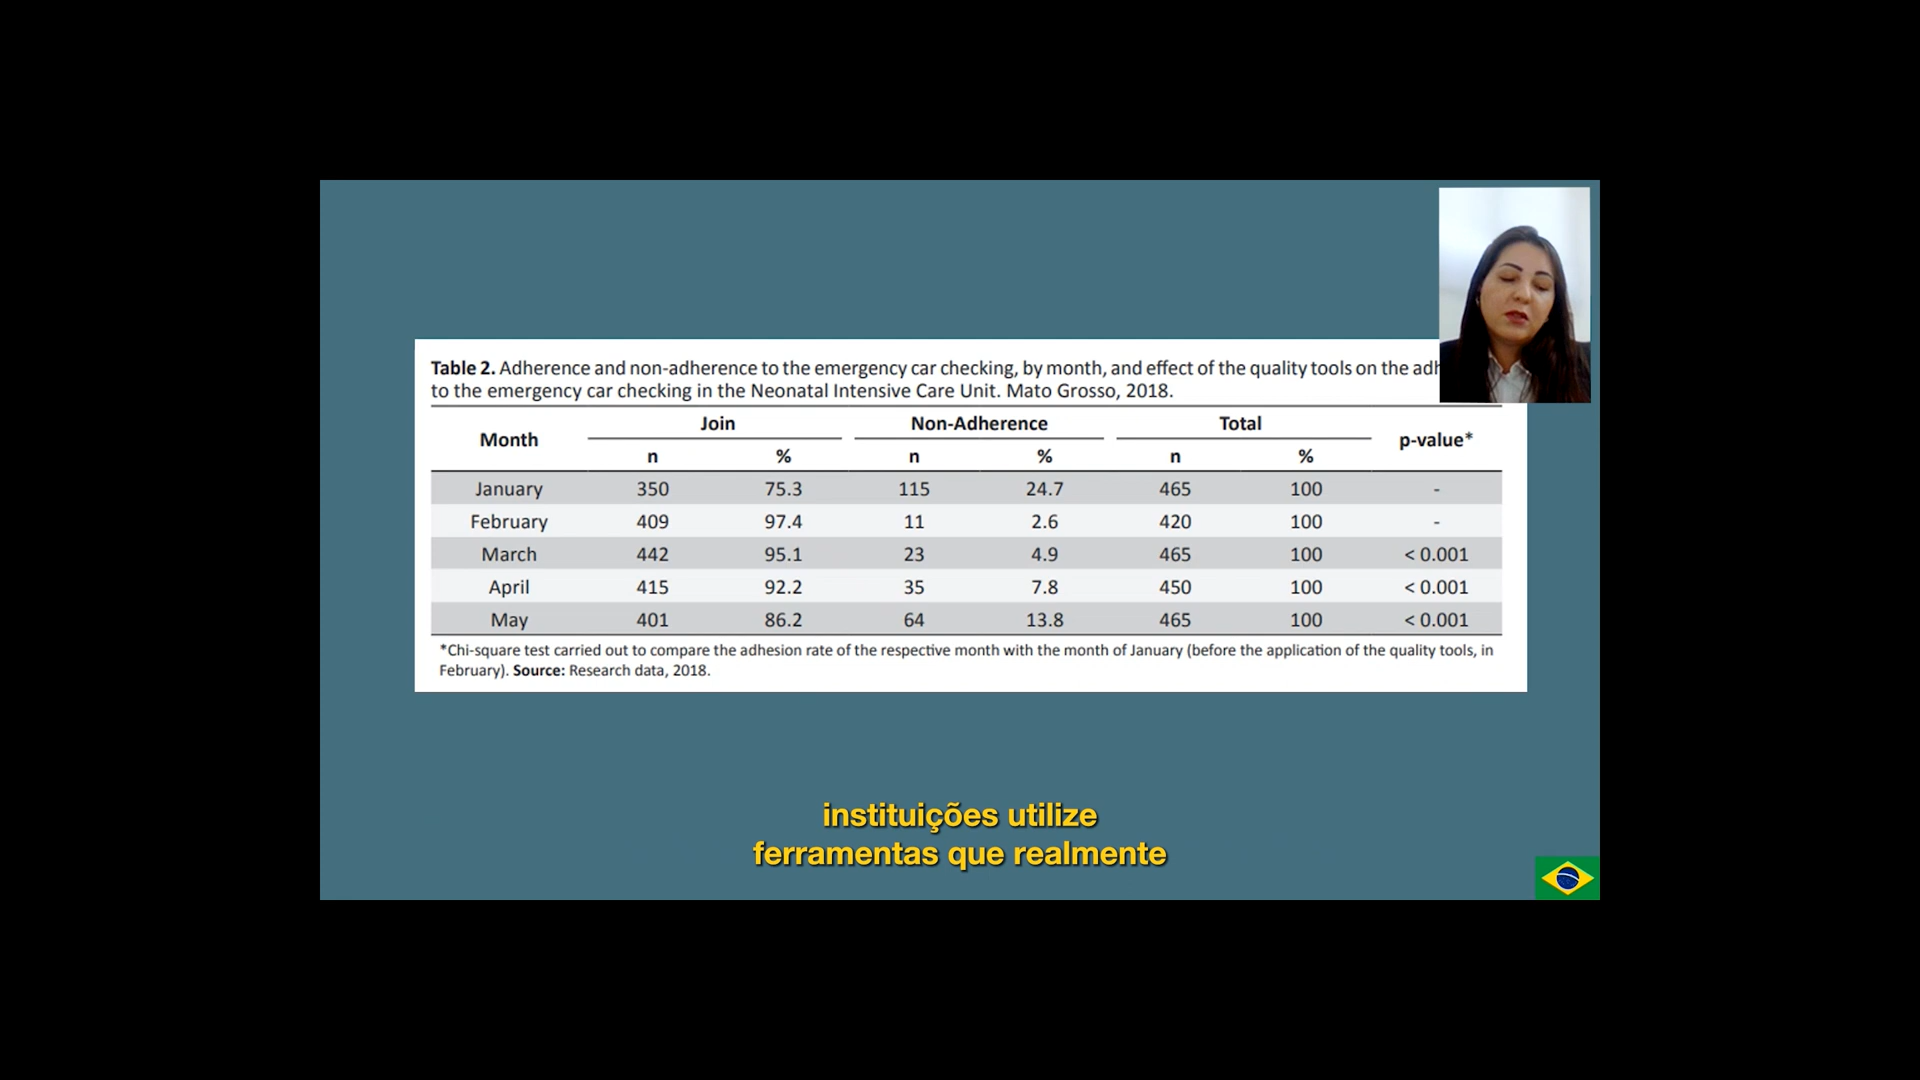 Table 2. Adherence and non-adherence to the emergency car checking, by month, and effect of the quality tools on the
to the emergency car checking in the Neonatal Intensive Care Unit. Mato Grosso, 2018.
Month Join Non-Adherence Total p-value*
n % n % n %
January 350 75.3 115 24.7 465 100 -
February 409 97.4 11 2.6 420 100 -
March 442 95.1 23 4.9 465 100 < 0.001
April 415 92.2 35 7.8 450 100 < 0.001
May 401 86.2 64 13.8 465 100 < 0.001
*Chi-square test carried out to compare the adhesion rate of the respective month with the month of January (before the application of the quality tools, in
February). Source: Research data, 2018.
instituições utilize
ferramentas que realmente